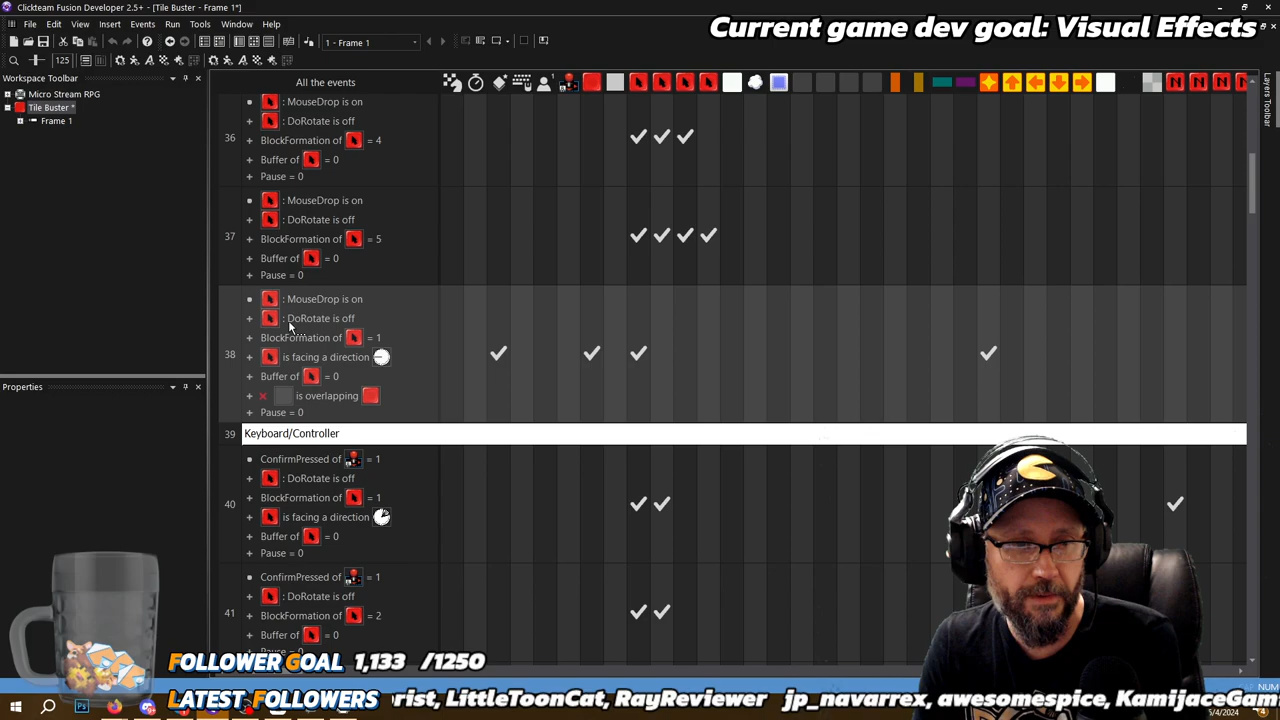 Clickteam Fusion Developer 2.5+ - [Tile Buster - Frame 1*]
Current game dev goal: Visual Effects
File Edit View Insert Events Run Tools Window Help
1 - Frame 1
125
Workspace Toolbar
Micro Stream RPG
Tile Buster *
Frame 1
Properties
Layers Toolbar
All the events
36
: MouseDrop is on
: DoRotate is off
BlockFormation of = 4
Buffer of = 0
Pause = 0
37
: MouseDrop is on
: DoRotate is off
BlockFormation of = 5
Buffer of = 0
Pause = 0
38
: MouseDrop is on
: DoRotate is off
BlockFormation of = 1
is facing a direction
Buffer of = 0
is overlapping
Pause = 0
39 Keyboard/Controller
40
ConfirmPressed of = 1
: DoRotate is off
BlockFormation of = 1
is facing a direction
Buffer of = 0
Pause = 0
41
ConfirmPressed of = 1
: DoRotate is off
BlockFormation of = 2
Buffer of = 0
FOLLOWER GOAL 1,133 /1250
LATEST FOLLOWERS rist, LittleToonCat, RagReviewer jp_navarrex, awesomespice, KamijaceGam
NUM